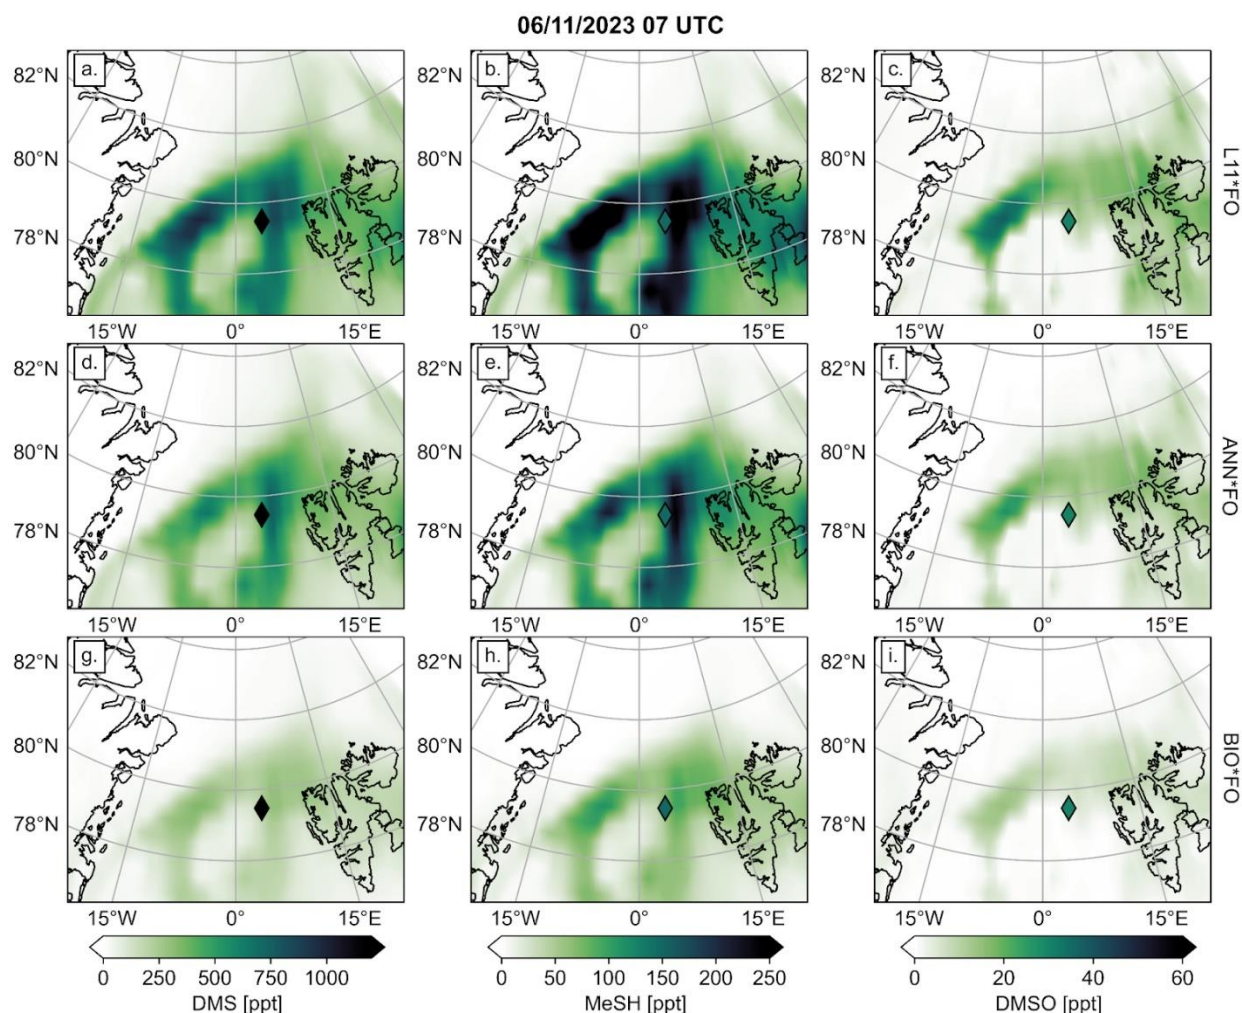 06/11/2023 07 UTC
a. b. c.
82°N 82°N 82°N
80°N 80°N 80°N
78°N 78°N 78°N
L11*FO
15°W 0° 15°E 15°W 0° 15°E 15°W 0° 15°E
d. e. f.
82°N 82°N 82°N
80°N 80°N 80°N
78°N 78°N 78°N
ANN*FO
15°W 0° 15°E 15°W 0° 15°E 15°W 0° 15°E
g. h. i.
82°N 82°N 82°N
80°N 80°N 80°N
78°N 78°N 78°N
BIO*FO
15°W 0° 15°E 15°W 0° 15°E 15°W 0° 15°E
0 250 500 750 1000 0 50 100 150 200 250 0 20 40 60
DMS [ppt] MeSH [ppt] DMSO [ppt]